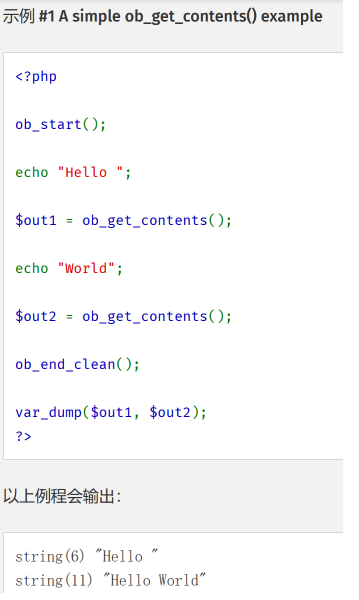 示例 #1 A simple ob_get_contents() example
<?php
ob_start();
echo "Hello ";
$out1 = ob_get_contents();
echo "World";
$out2 = ob_get_contents();
ob_end_clean();
var_dump($out1, $out2);
?>
以上例程会输出：
string(6) "Hello "
string(11) "Hello World"